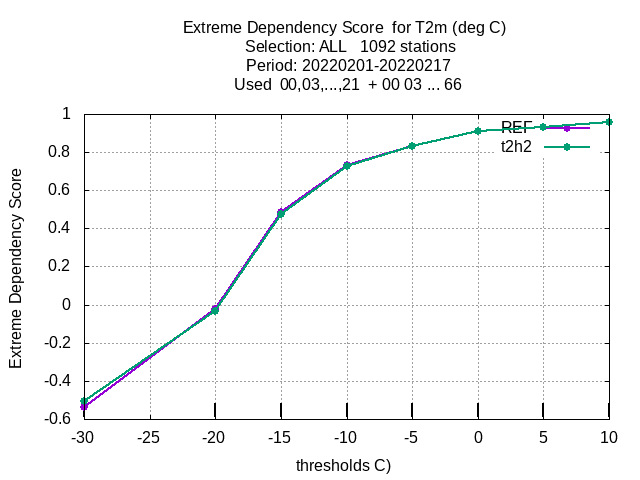 Extreme Dependency Score  for T2m (deg C)
Selection: ALL   1092 stations
Period: 20220201-20220217
Used  00,03,...,21  + 00 03 ... 66
Extreme Dependency Score
1
0.8
0.6
0.4
0.2
0
-0.2
-0.4
-0.6
REF
t2h2
-30 -25 -20 -15 -10 -5 0 5 10
thresholds C)